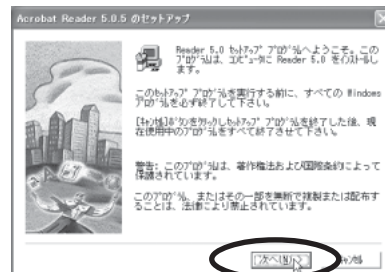 Acrobat Reader 5.0.5 のセットアップ
Reader 5.0 ｾｯﾄｱｯﾌﾟ ﾌﾟﾛｸﾞﾗﾑへようこそ。この
ﾌﾟﾛｸﾞﾗﾑは、ｺﾝﾋﾟｭｰﾀに Reader 5.0 をｲﾝｽﾄｰﾙし
ます。
このｾｯﾄｱｯﾌﾟ ﾌﾟﾛｸﾞﾗﾑを実行する前に、すべての Windows
ﾌﾟﾛｸﾞﾗﾑを必ず終了して下さい。
[ｷｬﾝｾﾙ]ﾎﾞﾀﾝをｸﾘｯｸしてｾｯﾄｱｯﾌﾟ ﾌﾟﾛｸﾞﾗﾑを終了した後、現
在使用中のﾌﾟﾛｸﾞﾗﾑをすべて終了させて下さい。
警告: このﾌﾟﾛｸﾞﾗﾑは、著作権法および国際条約によって
保護されています。
このﾌﾟﾛｸﾞﾗﾑ、またはその一部を無断で複製または配布す
ることは、法律により禁止されています。
次へ(N)>
ｷｬﾝｾﾙ